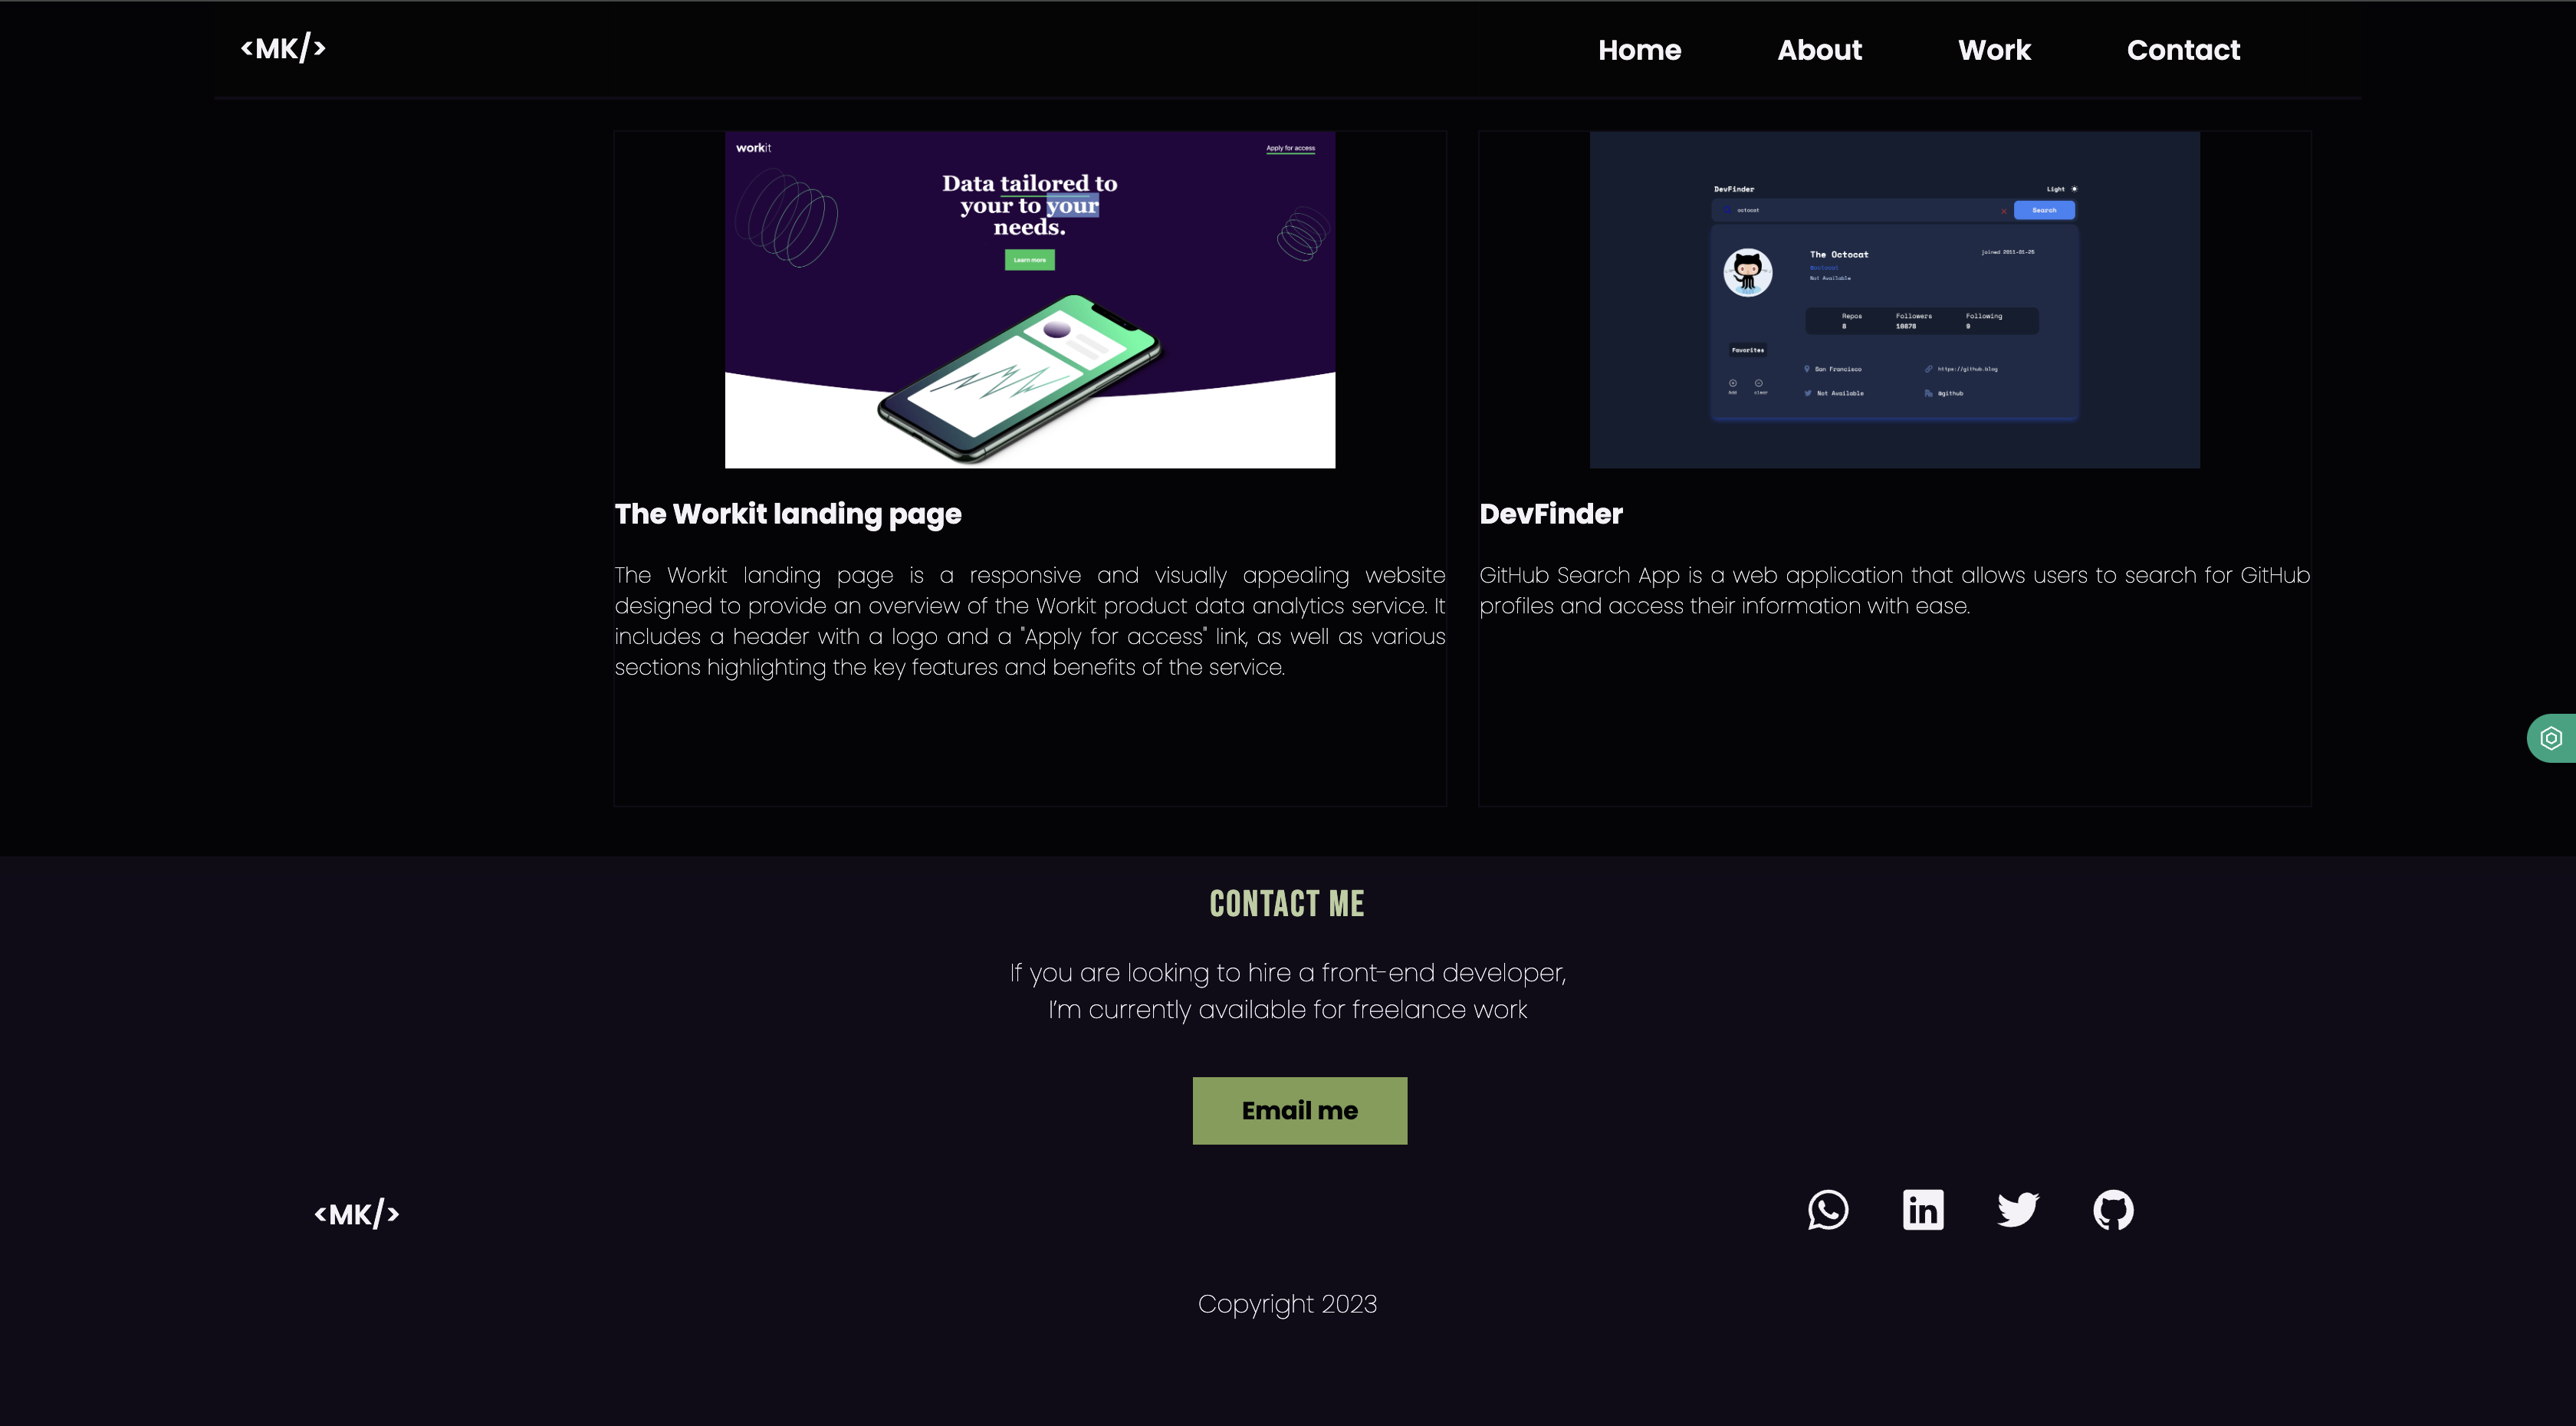 <MK/>
Home About Work Contact
workit
Apply for access
Data tailored to
your to your
needs.
Learn more
DevFinder
Light
octocat
Search
The Octocat
joined 2011-01-25
@octocat
Not Available
Repos Followers Following
8 10878 9
Favorites
San Francisco
https://github.blog
Add clear
Not Available
@github
The Workit landing page
The Workit landing page is a responsive and visually appealing website
designed to provide an overview of the Workit product data analytics service. It
includes a header with a logo and a "Apply for access" link, as well as various
sections highlighting the key features and benefits of the service.
DevFinder
GitHub Search App is a web application that allows users to search for GitHub
profiles and access their information with ease.
CONTACT ME
If you are looking to hire a front-end developer,
I’m currently available for freelance work
Email me
<MK/>
Copyright 2023